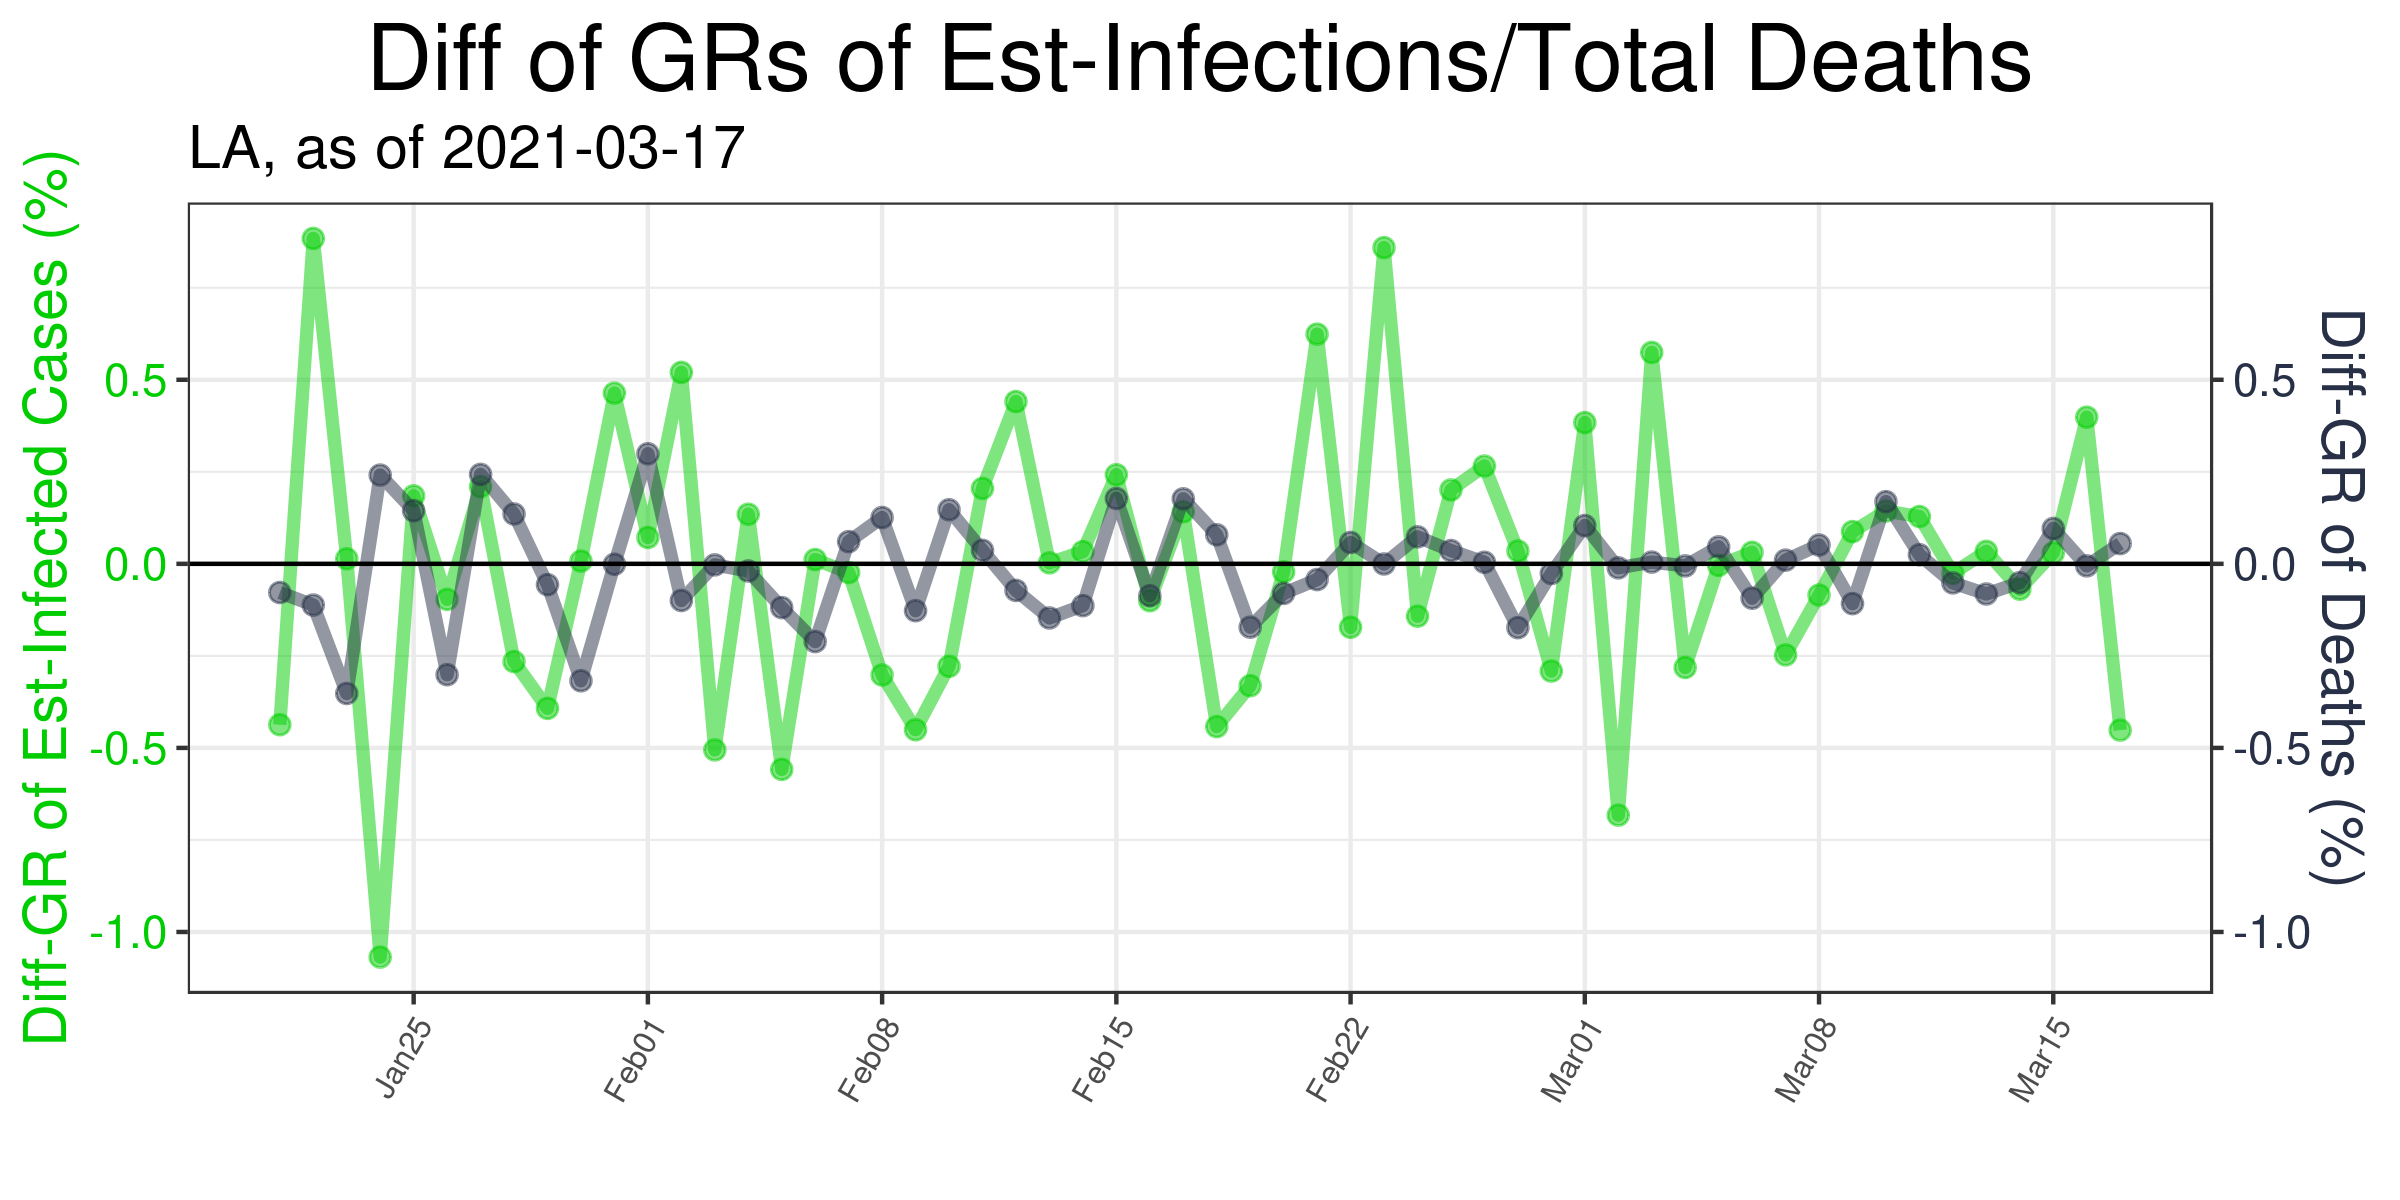 Diff of GRs of Est-Infections/Total Deaths
LA, as of 2021-03-17
Diff-GR of Est-Infected Cases (%)
0.5
0.0
-0.5
-1.0
0.5
0.0
-0.5
-1.0
Diff-GR of Deaths (%)
Jan25
Feb01
Feb08
Feb15
Feb22
Mar01
Mar08
Mar15